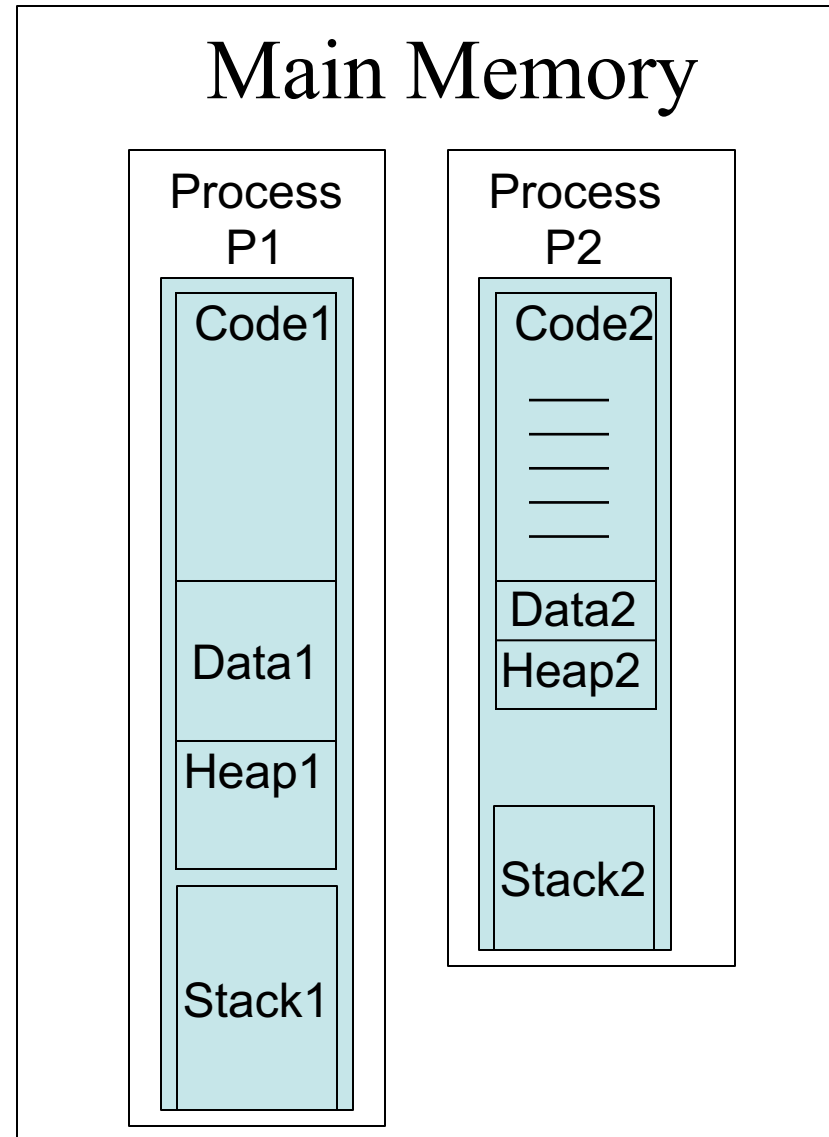 Main Memory
Process
P1
Code1
Data1
Heap1
Stack1
Process
P2
Code2
Data2
Heap2
Stack2